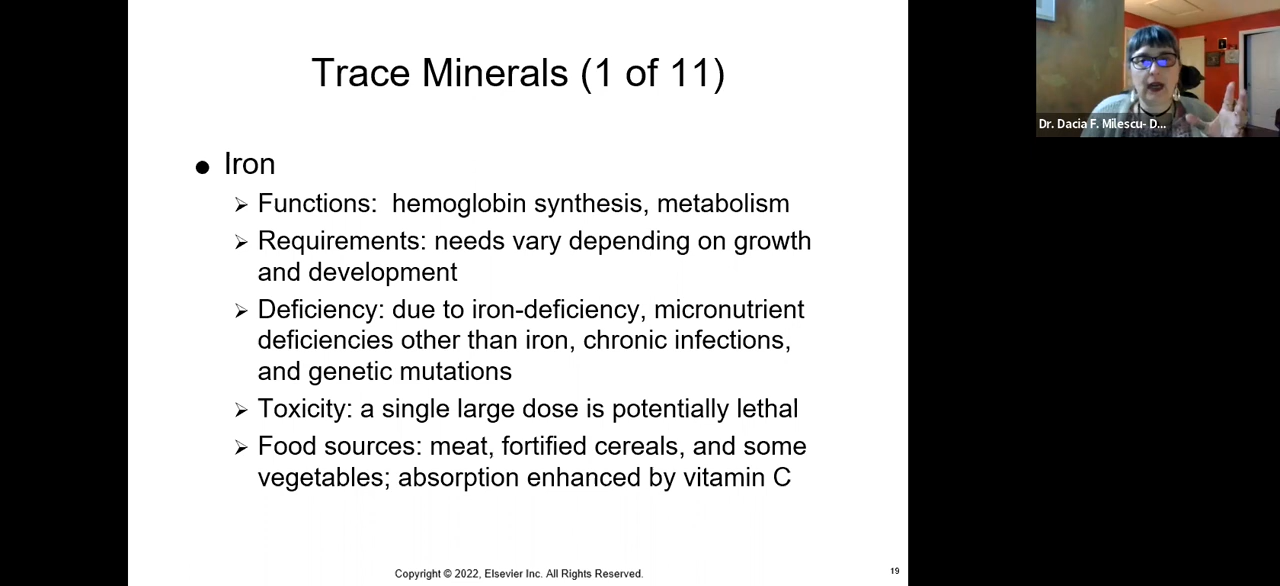 Trace Minerals (1 of 11)
Dr. Dacia F. Milescu- D...
● Iron
➢ Functions:  hemoglobin synthesis, metabolism
➢ Requirements: needs vary depending on growth
and development
➢ Deficiency: due to iron-deficiency, micronutrient
deficiencies other than iron, chronic infections,
and genetic mutations
➢ Toxicity: a single large dose is potentially lethal
➢ Food sources: meat, fortified cereals, and some
vegetables; absorption enhanced by vitamin C
Copyright © 2022, Elsevier Inc. All Rights Reserved.
19